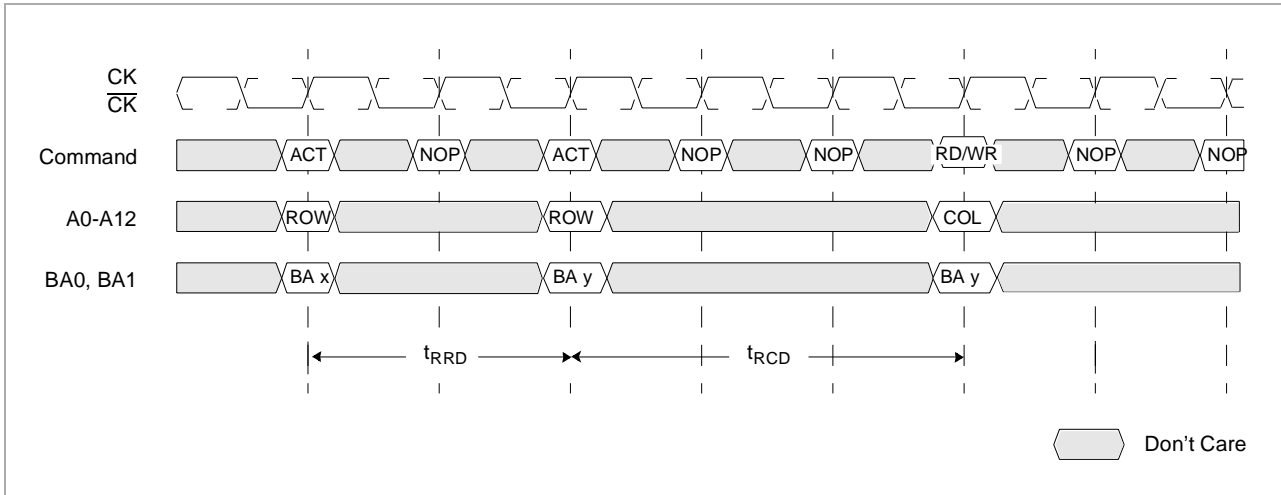 CK
CK
Command
ACT NOP ACT NOP NOP RD/WR NOP NOP
A0-A12
ROW ROW COL
BA0, BA1
BA x BA y BA y
tRRD tRCD
Don't Care